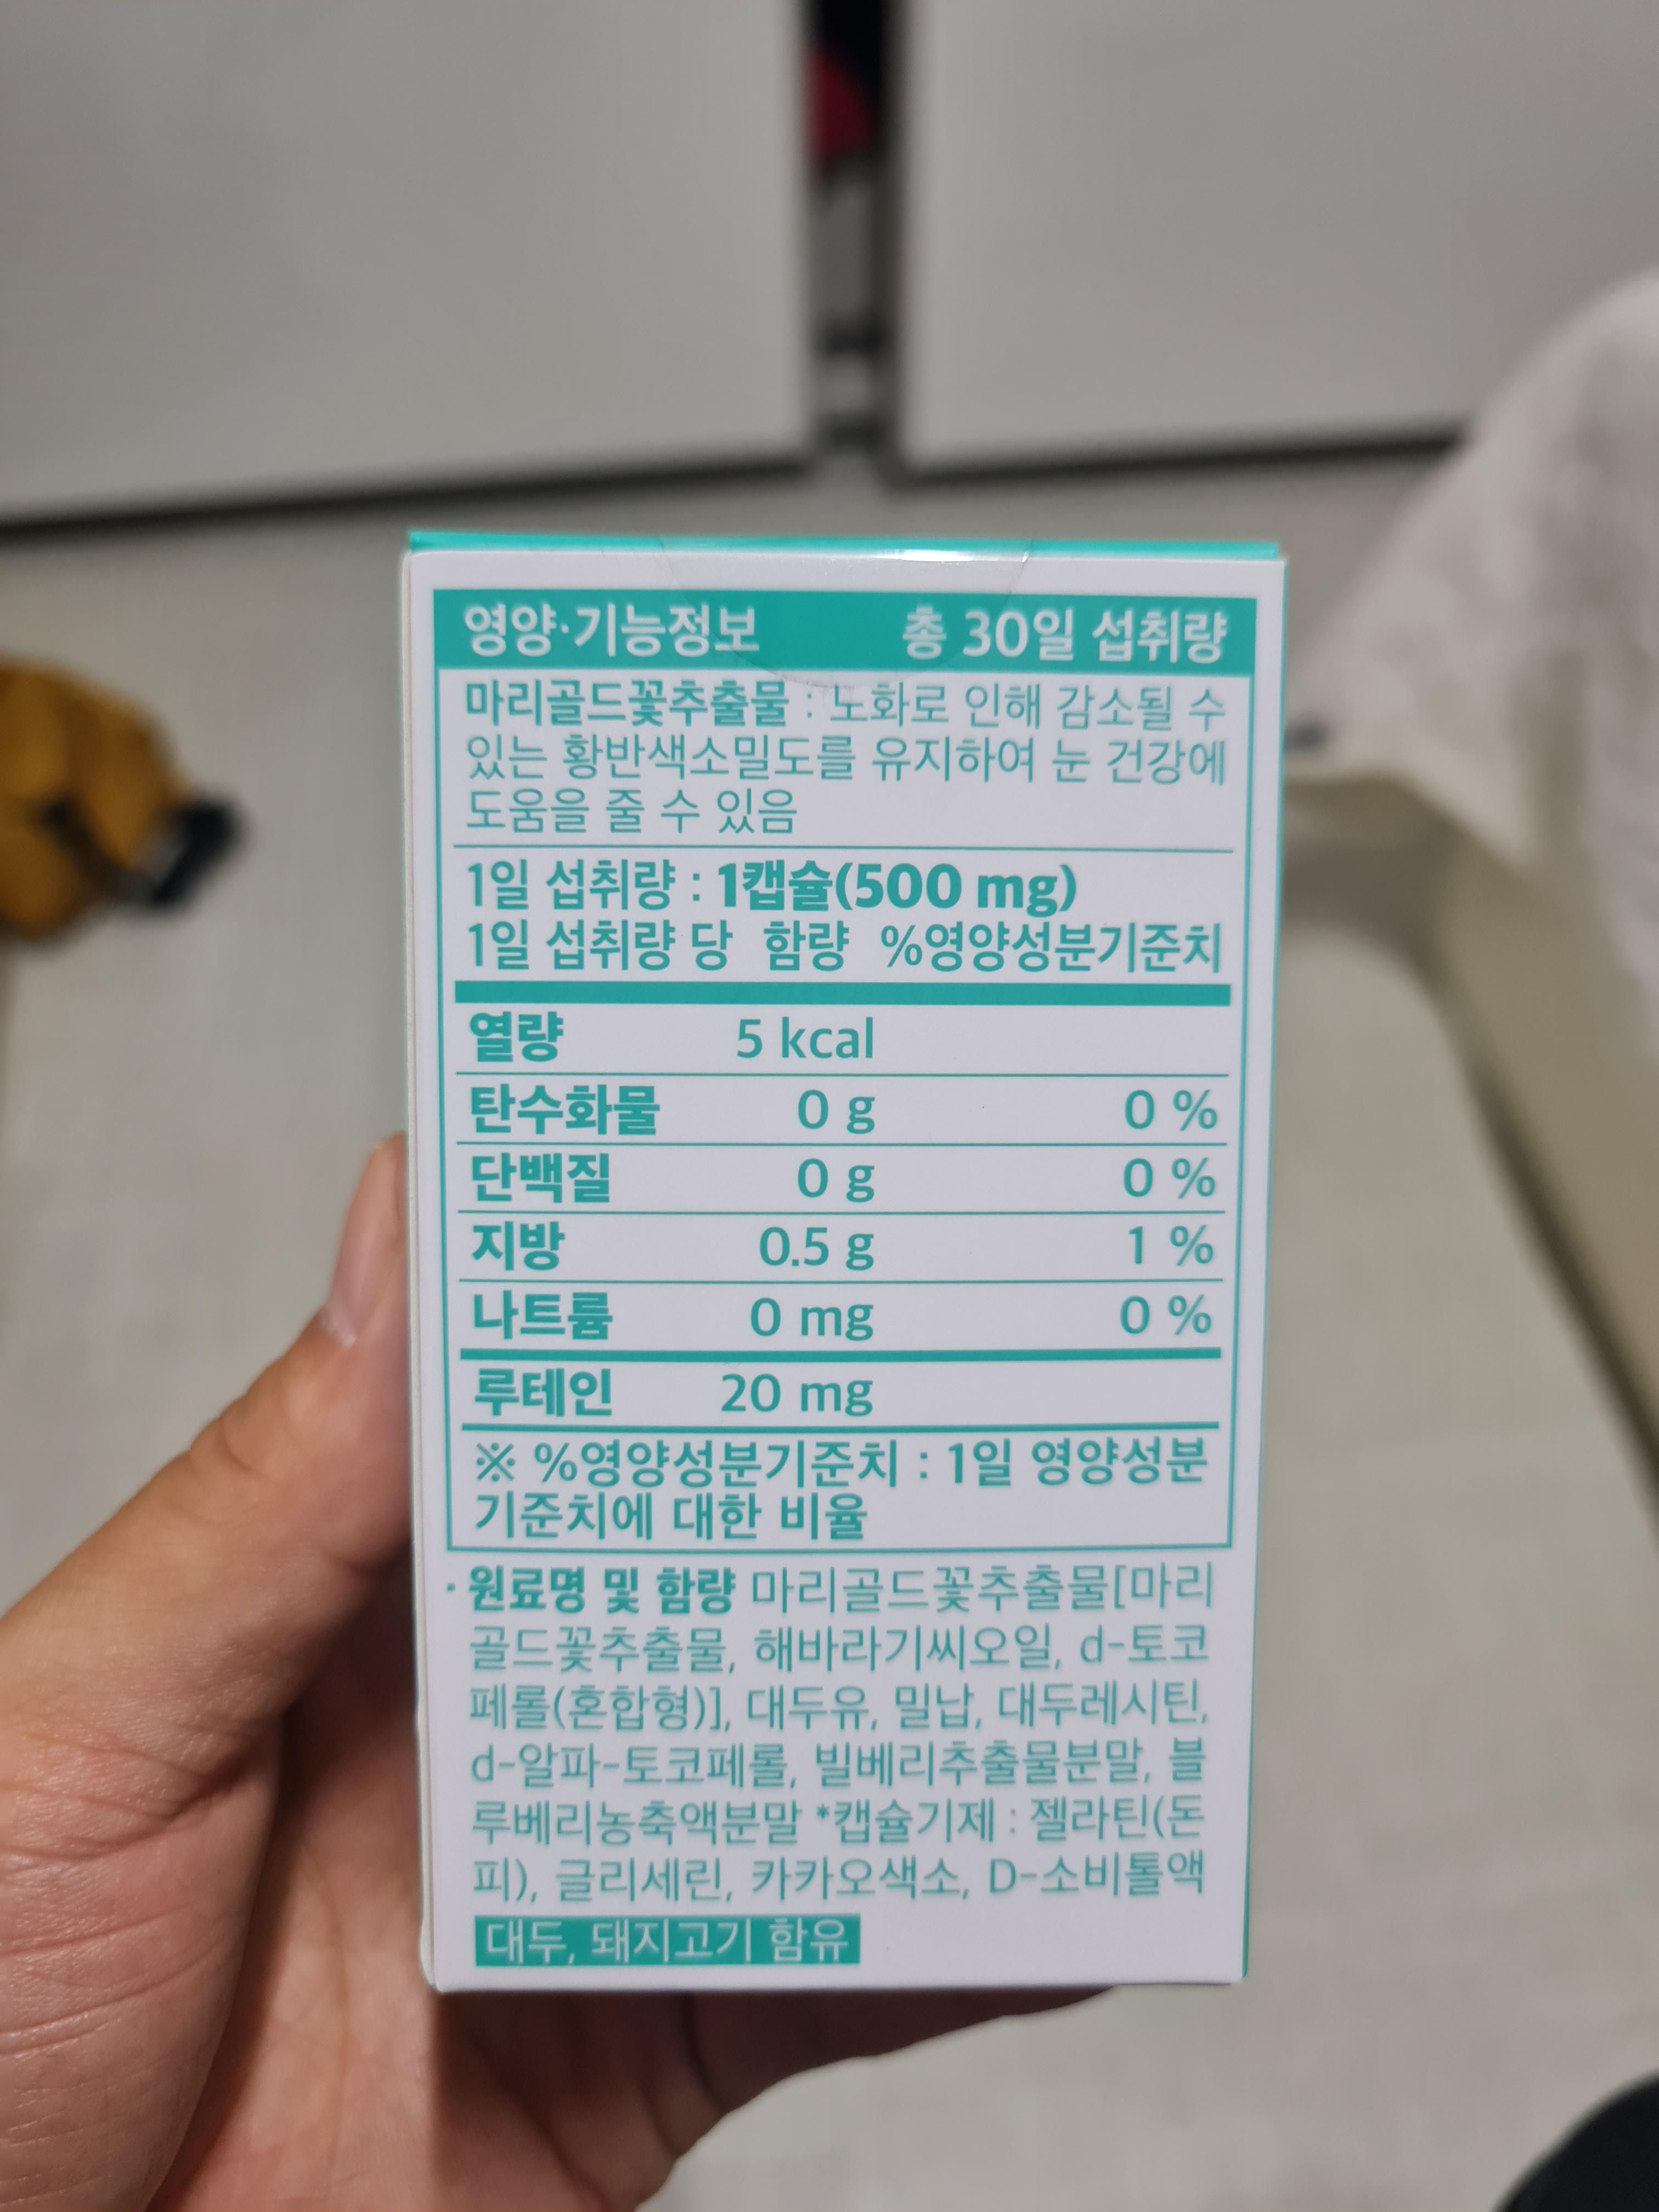 영양·기능정보 총 30일 섭취량
마리골드꽃추출물 : 노화로 인해 감소될 수
있는 황반색소밀도를 유지하여 눈 건강에
도움을 줄 수 있음
1일 섭취량 : 1캡슐(500 mg)
1일 섭취량 당 함량 %영양성분기준치
열량 5 kcal
탄수화물 0 g 0 %
단백질 0 g 0 %
지방 0.5 g 1 %
나트륨 0 mg 0 %
루테인 20 mg
※ %영양성분기준치 : 1일 영양성분
기준치에 대한 비율
· 원료명 및 함량 마리골드꽃추출물[마리
골드꽃추출물, 해바라기씨오일, d-토코
페롤(혼합형)], 대두유, 밀납, 대두레시틴,
d-알파-토코페롤, 빌베리추출물분말, 블
루베리농축액분말 *캡슐기제 : 젤라틴(돈
피), 글리세린, 카카오색소, D-소비톨액
대두, 돼지고기 함유